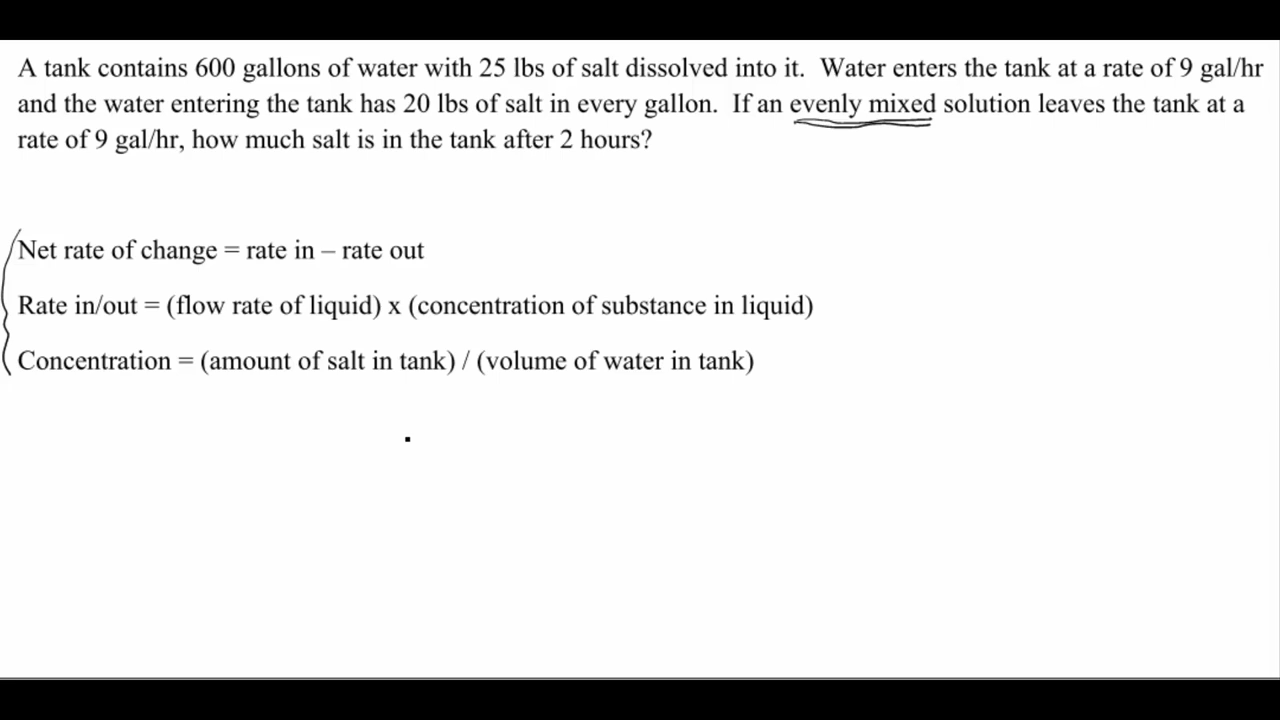 A tank contains 600 gallons of water with 25 lbs of salt dissolved into it. Water enters the tank at a rate of 9 gal/hr
and the water entering the tank has 20 lbs of salt in every gallon. If an evenly mixed solution leaves the tank at a
rate of 9 gal/hr, how much salt is in the tank after 2 hours?
Net rate of change = rate in – rate out
Rate in/out = (flow rate of liquid) x (concentration of substance in liquid)
Concentration = (amount of salt in tank) / (volume of water in tank)